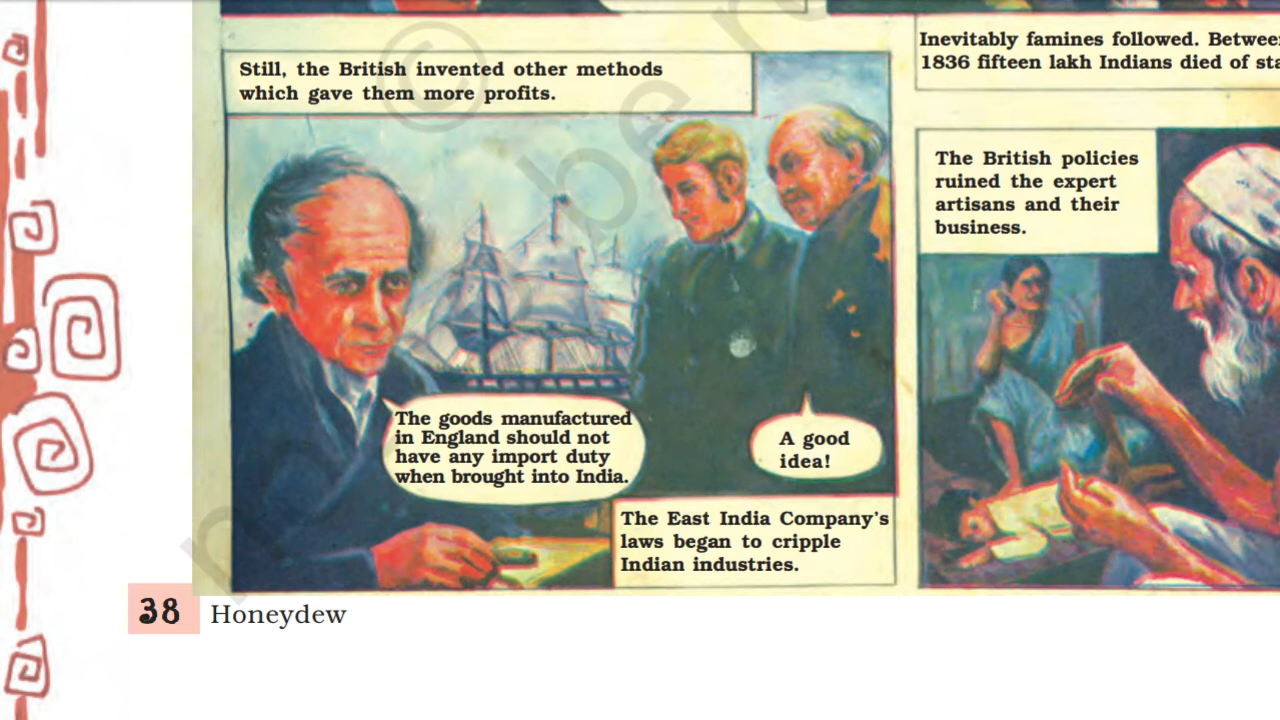 Still, the British invented other methods
which gave them more profits.
The goods manufactured
in England should not
have any import duty
when brought into India.
A good
idea!
The East India Company's
laws began to cripple
Indian industries.
Inevitably famines followed. Between
1836 fifteen lakh Indians died of
The British policies
ruined the expert
artisans and their
business.
38 Honeydew